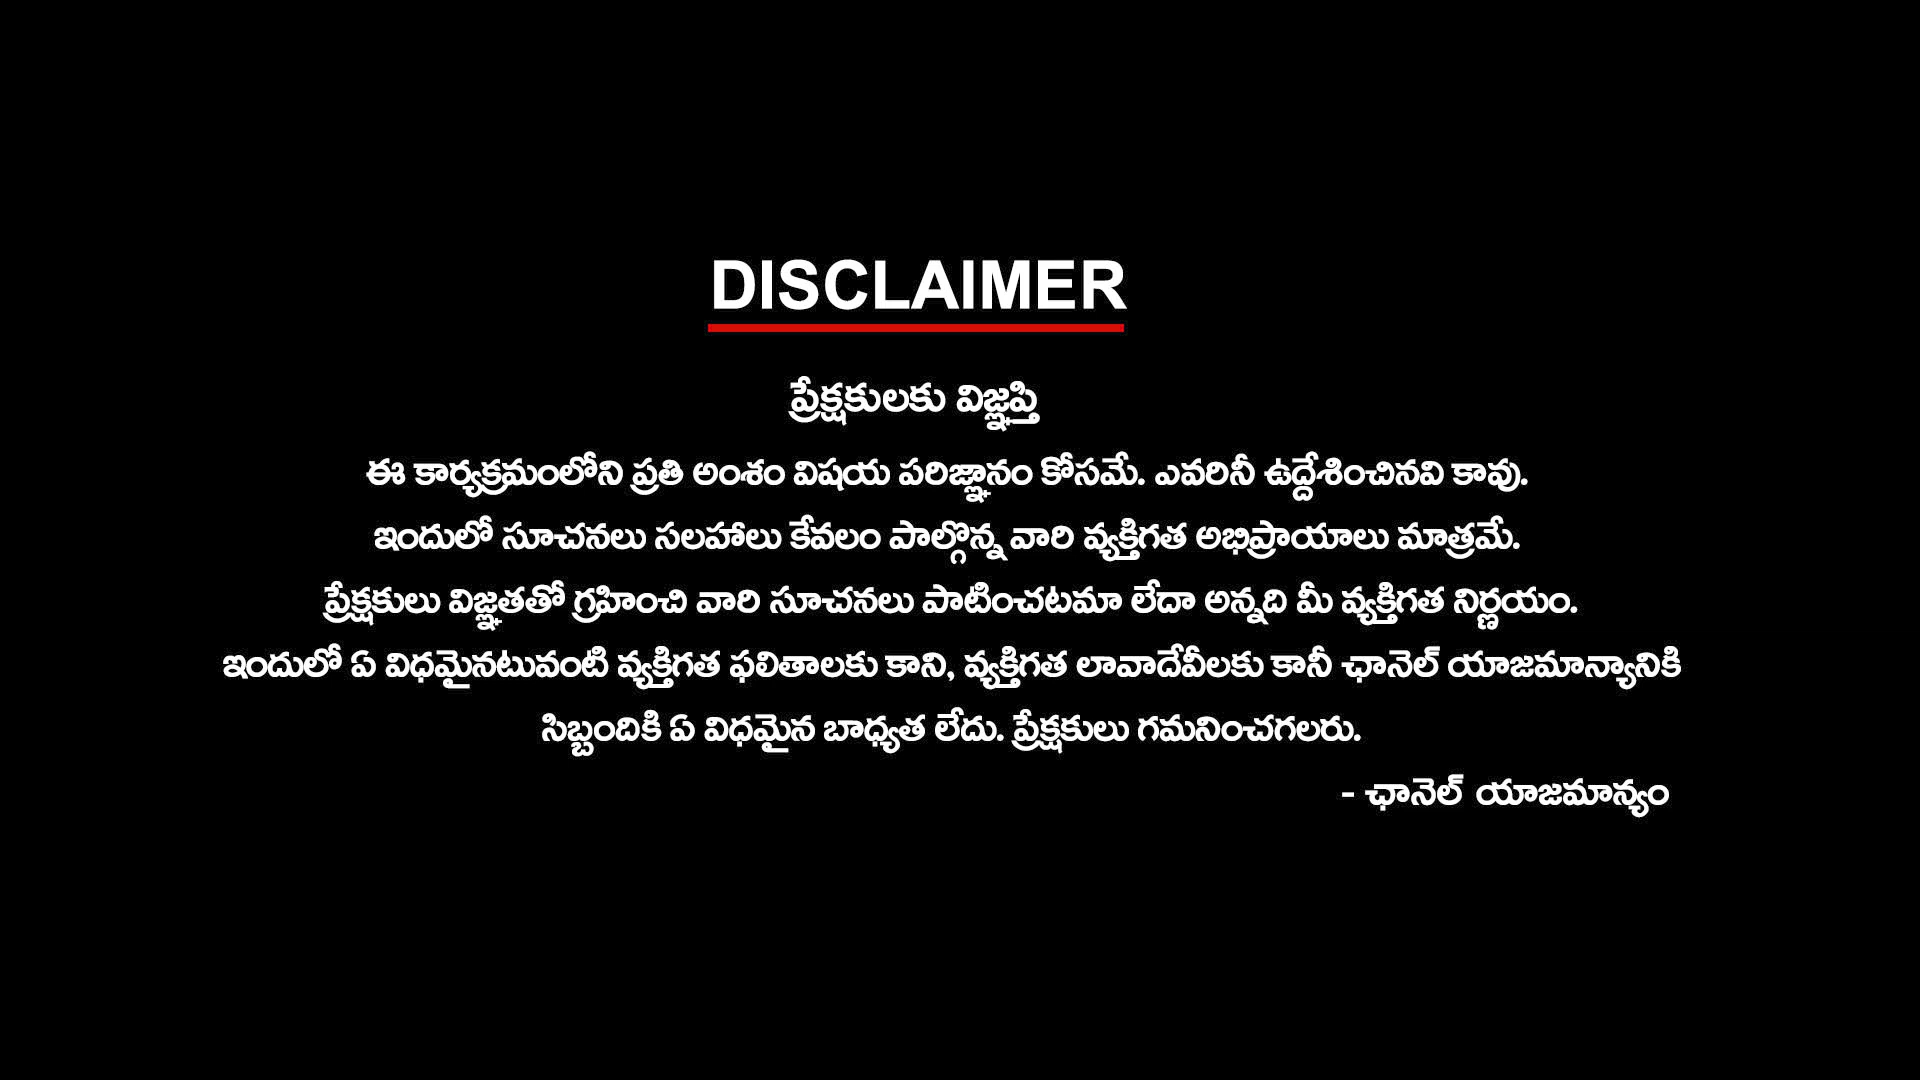 DISCLAIMER
ప్రేక్షకులకు విజ్ఞప్తి
ఈ కార్యక్రమంలోని ప్రతి అంశం విషయ పరిజ్ఞానం కోసమే. ఎవరినీ ఉద్దేశించినవి కావు.
ఇందులో సూచనలు సలహాలు కేవలం పాల్గొన్న వారి వ్యక్తిగత అభిప్రాయాలు మాత్రమే.
ప్రేక్షకులు విజ్ఞతతో గ్రహించి వారి సూచనలు పాటించటమా లేదా అన్నది మీ వ్యక్తిగత నిర్ణయం.
ఇందులో ఏ విధమైనటువంటి వ్యక్తిగత ఫలితాలకు కాని, వ్యక్తిగత లావాదేవీలకు కానీ ఛానెల్ యాజమాన్యానికి
సిబ్బందికి ఏ విధమైన బాధ్యత లేదు. ప్రేక్షకులు గమనించగలరు.
- ఛానెల్ యాజమాన్యం